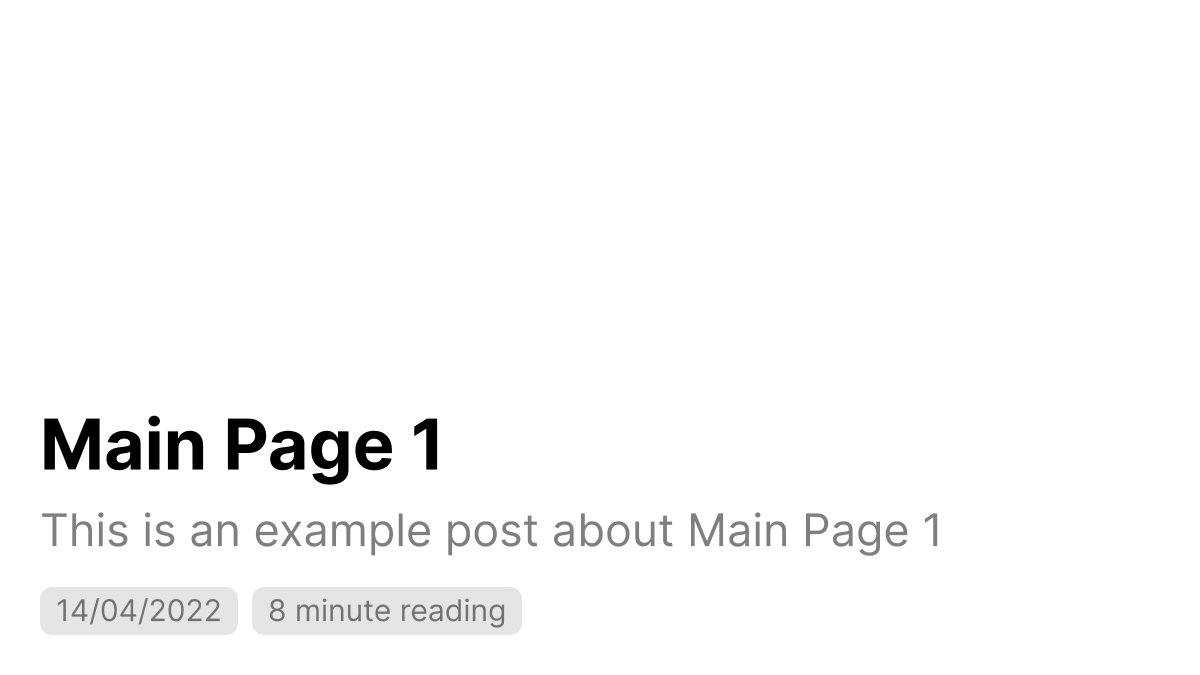 Main Page 1
This is an example post about Main Page 1
14/04/2022 8 minute reading